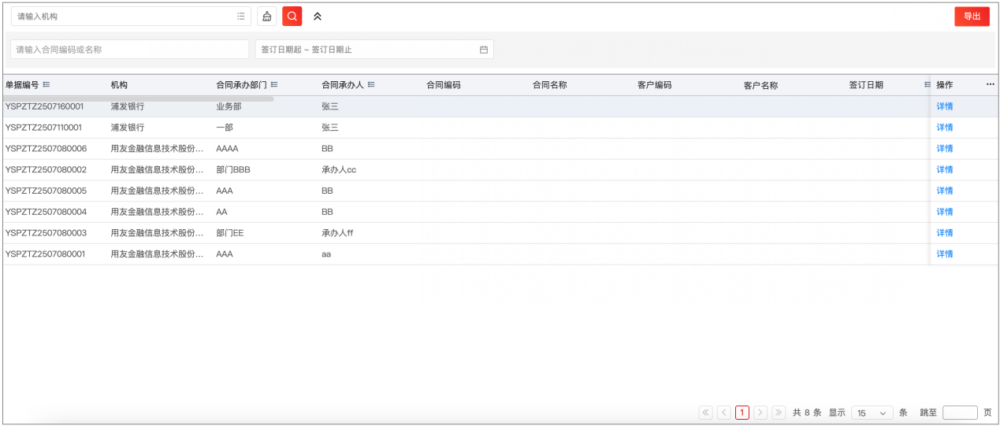 请输入机构 导出
请输入合同编码或名称 签订日期起 ~ 签订日期止
单据编号 机构 合同承办部门 合同承办人 合同编码 合同名称 客户编码 客户名称 签订日期 操作 ···
YSPZTZ2507160001 浦发银行 业务部 张三 详情
YSPZTZ2507110001 浦发银行 一部 张三 详情
YSPZTZ2507080006 用友金融信息技术股份... AAAA BB 详情
YSPZTZ2507080002 用友金融信息技术股份... 部门BBB 承办人cc 详情
YSPZTZ2507080005 用友金融信息技术股份... AAA BB 详情
YSPZTZ2507080004 用友金融信息技术股份... AA BB 详情
YSPZTZ2507080003 用友金融信息技术股份... 部门EE 承办人ff 详情
YSPZTZ2507080001 用友金融信息技术股份... AAA aa 详情
1 共 8 条 显示 15 条 跳至 页